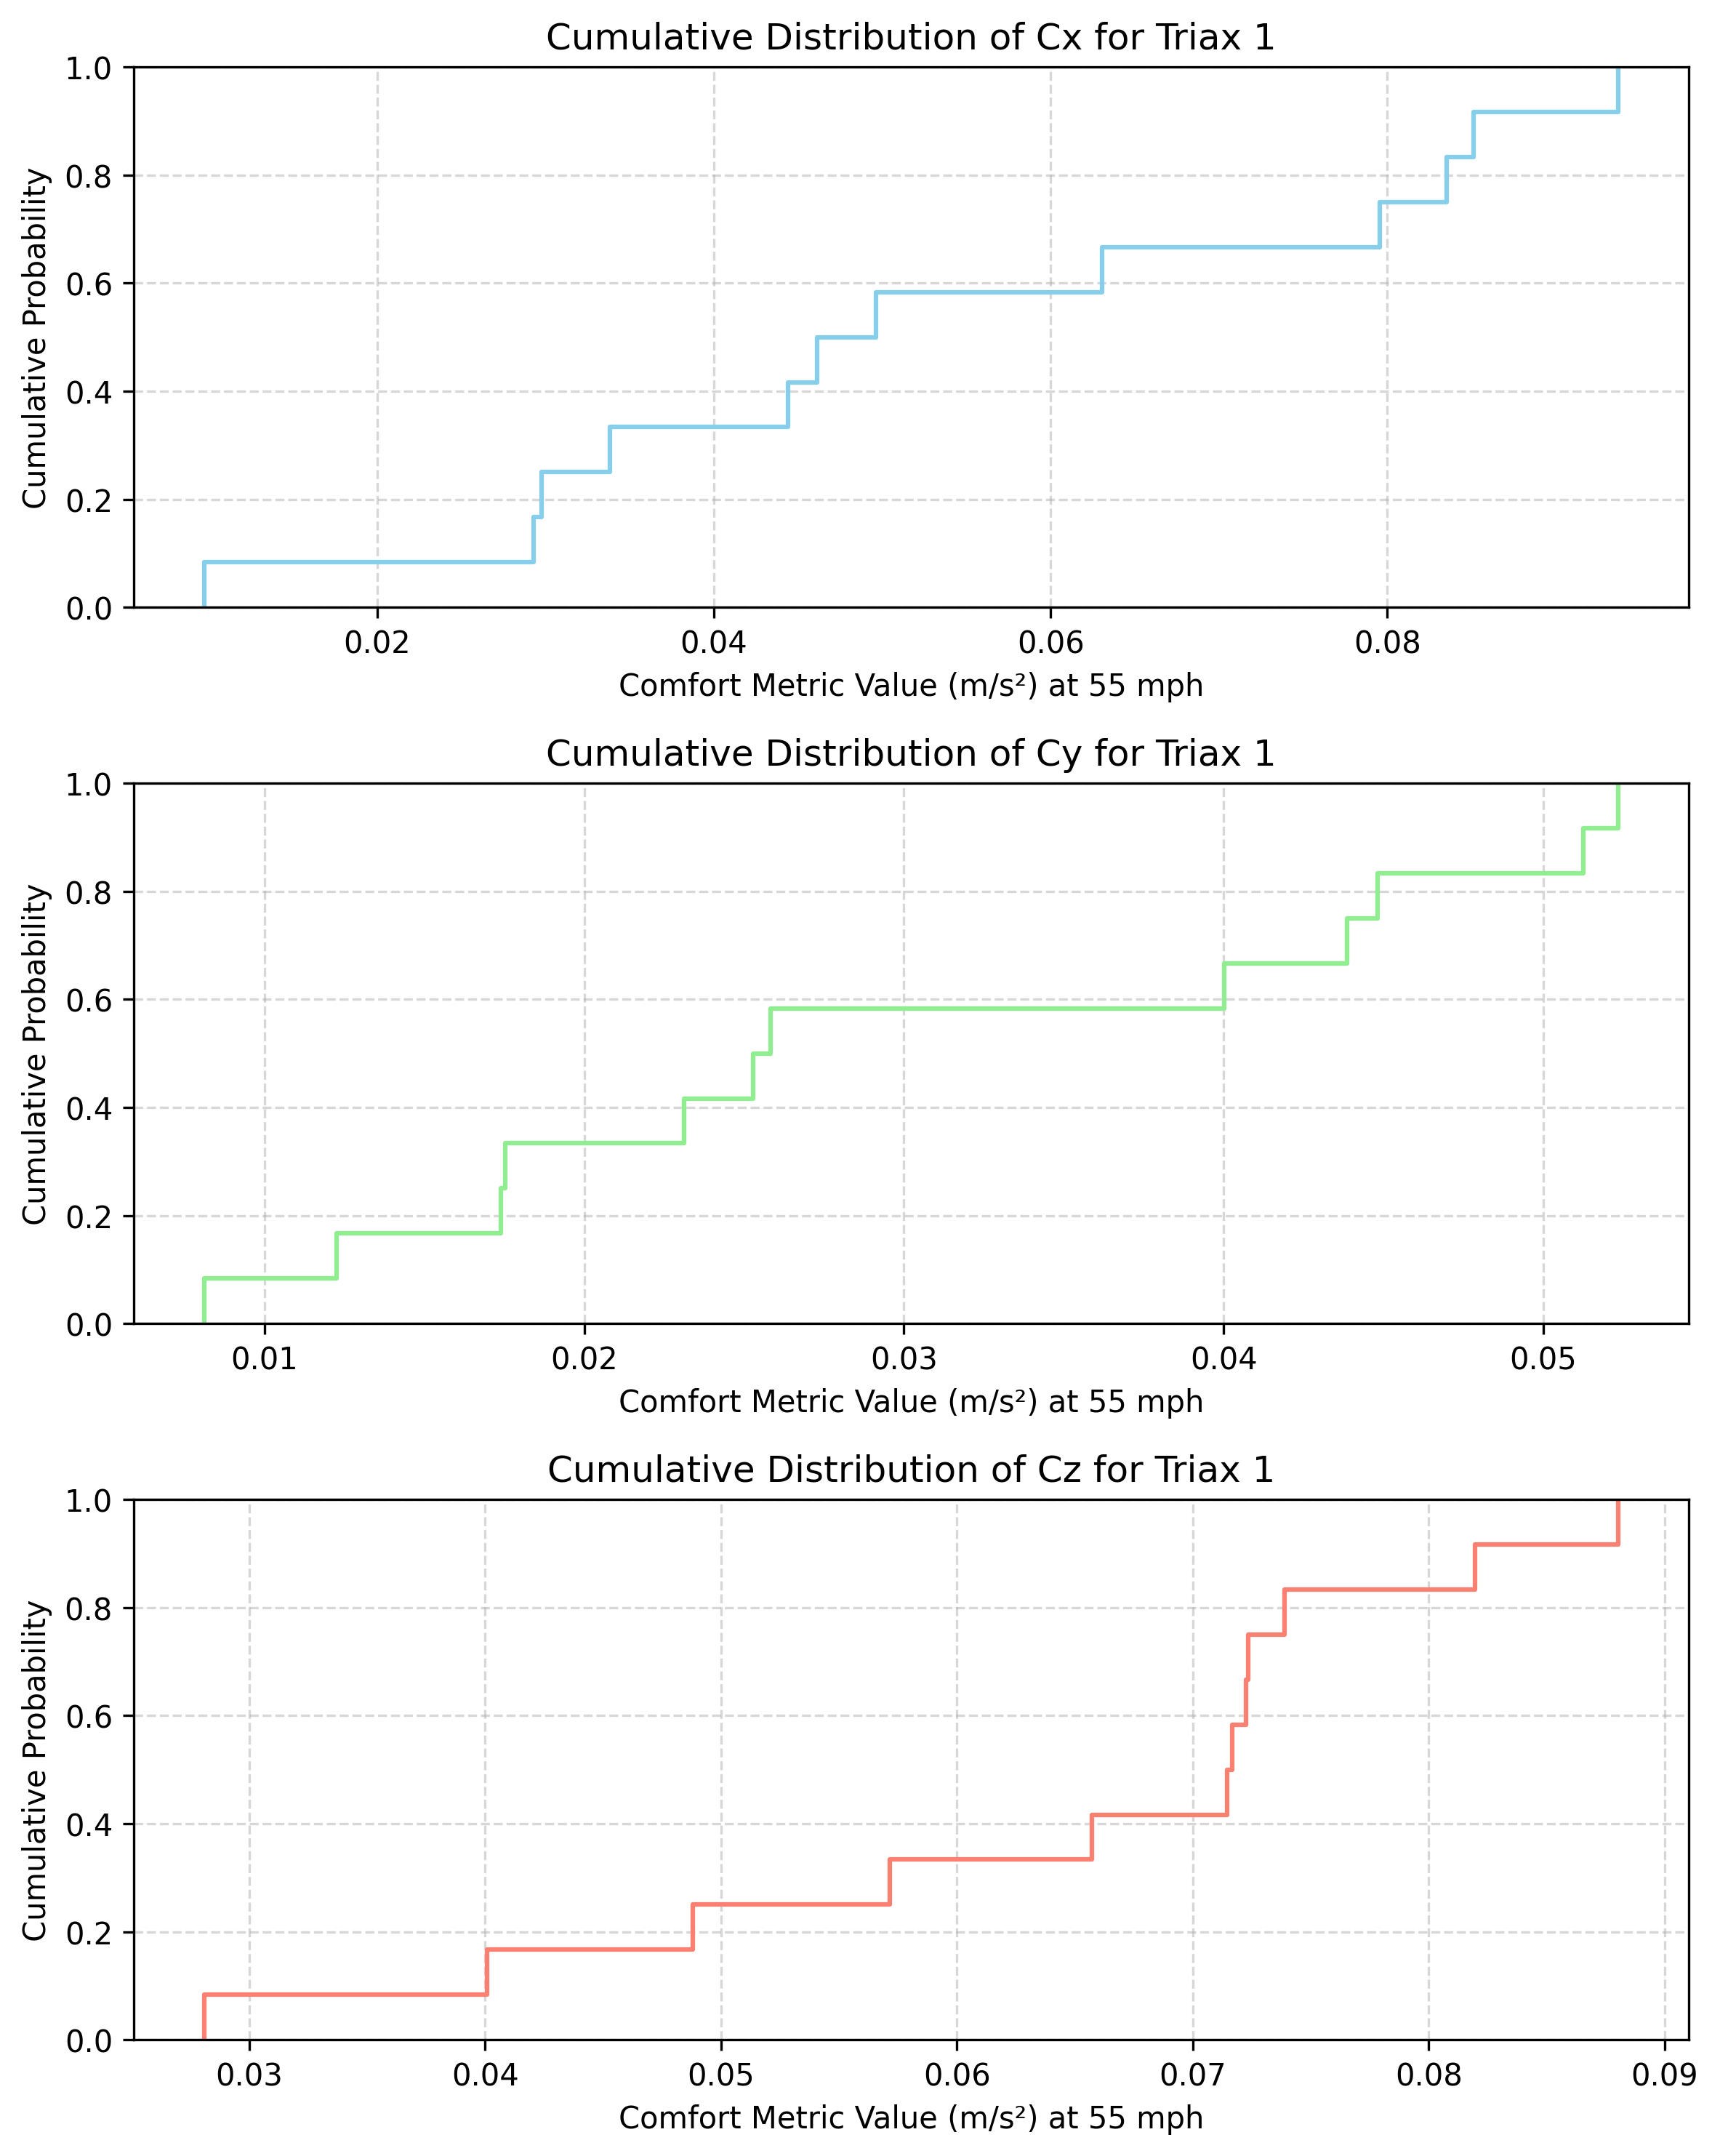 Cumulative Distribution of Cx for Triax 1
1.0
0.8
0.6
0.4
0.2
0.0
Cumulative Probability
0.02 0.04 0.06 0.08
Comfort Metric Value (m/s²) at 55 mph
Cumulative Distribution of Cy for Triax 1
1.0
0.8
0.6
0.4
0.2
0.0
Cumulative Probability
0.01 0.02 0.03 0.04 0.05
Comfort Metric Value (m/s²) at 55 mph
Cumulative Distribution of Cz for Triax 1
1.0
0.8
0.6
0.4
0.2
0.0
Cumulative Probability
0.03 0.04 0.05 0.06 0.07 0.08 0.09
Comfort Metric Value (m/s²) at 55 mph